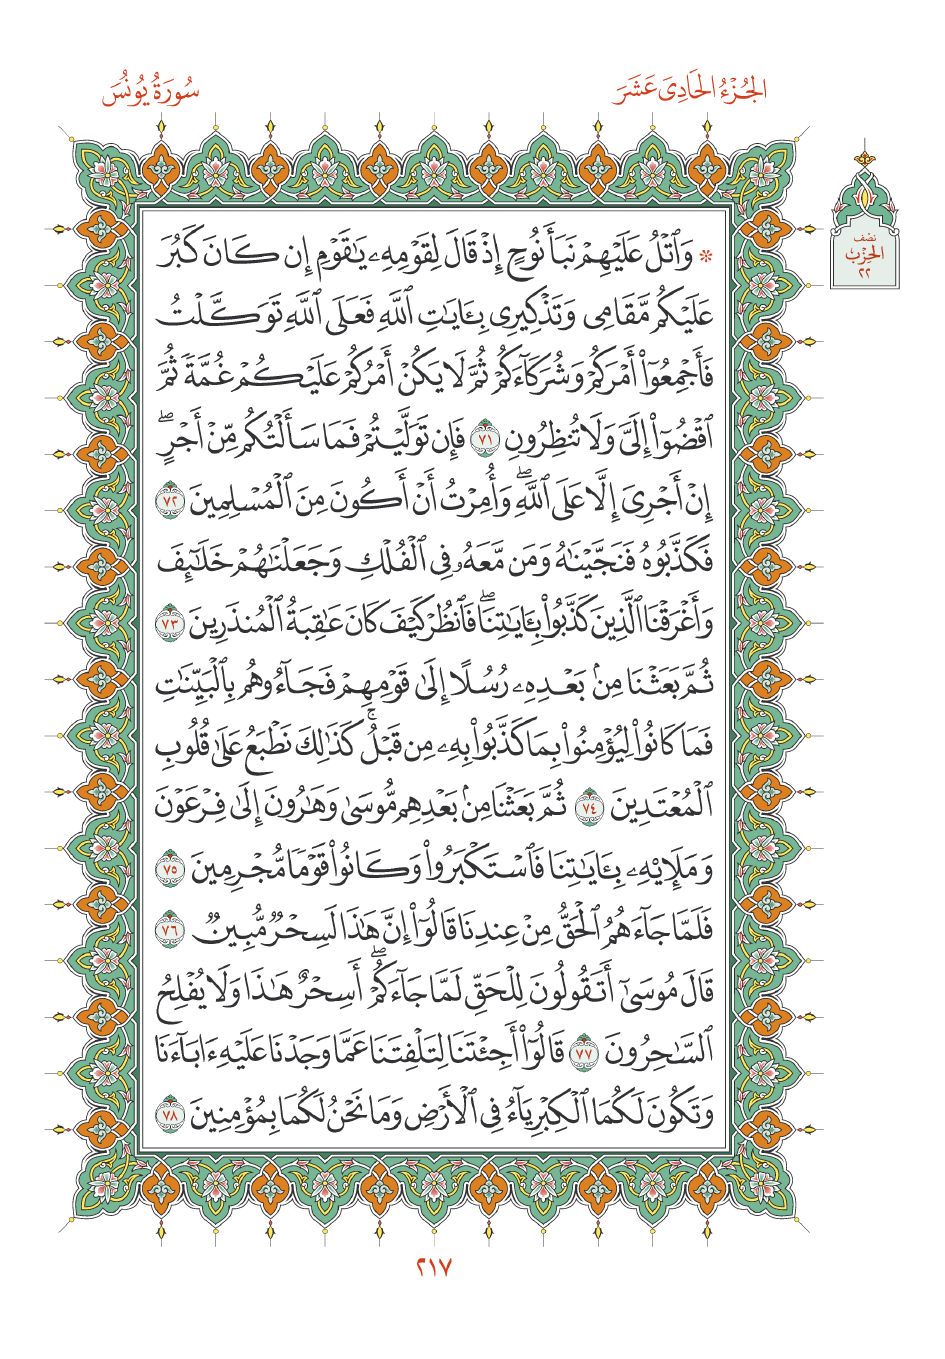 الجُزْءُ الحَادِىَ عَشَرَ
سُورَةُ يُونُسَ
نصْف
الحِزْبُ
٢٢
۞ وَٱتْلُ عَلَيْهِمْ نَبَأَ نُوحٍ إِذْ قَالَ لِقَوْمِهِۦ يَٰقَوْمِ إِن كَانَ كَبُرَ
عَلَيْكُم مَّقَامِى وَتَذْكِيرِى بِـَٔايَٰتِ ٱللَّهِ فَعَلَى ٱللَّهِ تَوَكَّلْتُ
فَأَجْمِعُوٓا۟ أَمْرَكُمْ وَشُرَكَآءَكُمْ ثُمَّ لَا يَكُنْ أَمْرُكُمْ عَلَيْكُمْ غُمَّةً ثُمَّ
ٱقْضُوٓا۟ إِلَىَّ وَلَا تُنظِرُونِ ٧١ فَإِن تَوَلَّيْتُمْ فَمَا سَأَلْتُكُم مِّنْ أَجْرٍ ۖ
إِنْ أَجْرِىَ إِلَّا عَلَى ٱللَّهِ ۖ وَأُمِرْتُ أَنْ أَكُونَ مِنَ ٱلْمُسْلِمِينَ ٧٢
فَكَذَّبُوهُ فَنَجَّيْنَٰهُ وَمَن مَّعَهُۥ فِى ٱلْفُلْكِ وَجَعَلْنَٰهُمْ خَلَٰٓئِفَ
وَأَغْرَقْنَا ٱلَّذِينَ كَذَّبُوا۟ بِـَٔايَٰتِنَا ۖ فَٱنظُرْ كَيْفَ كَانَ عَٰقِبَةُ ٱلْمُنذَرِينَ ٧٣
ثُمَّ بَعَثْنَا مِنۢ بَعْدِهِۦ رُسُلًا إِلَىٰ قَوْمِهِمْ فَجَآءُوهُم بِٱلْبَيِّنَٰتِ
فَمَا كَانُوا۟ لِيُؤْمِنُوا۟ بِمَا كَذَّبُوا۟ بِهِۦ مِن قَبْلُ ۚ كَذَٰلِكَ نَطْبَعُ عَلَىٰ قُلُوبِ
ٱلْمُعْتَدِينَ ٧٤ ثُمَّ بَعَثْنَا مِنۢ بَعْدِهِم مُّوسَىٰ وَهَٰرُونَ إِلَىٰ فِرْعَوْنَ
وَمَلَإِي۟هِۦ بِـَٔايَٰتِنَا فَٱسْتَكْبَرُوا۟ وَكَانُوا۟ قَوْمًا مُّجْرِمِينَ ٧٥
فَلَمَّا جَآءَهُمُ ٱلْحَقُّ مِنْ عِندِنَا قَالُوٓا۟ إِنَّ هَٰذَا لَسِحْرٌ مُّبِينٌ ٧٦
قَالَ مُوسَىٰٓ أَتَقُولُونَ لِلْحَقِّ لَمَّا جَآءَكُمْ ۖ أَسِحْرٌ هَٰذَا وَلَا يُفْلِحُ
ٱلسَّٰحِرُونَ ٧٧ قَالُوٓا۟ أَجِئْتَنَا لِتَلْفِتَنَا عَمَّا وَجَدْنَا عَلَيْهِ ءَابَآءَنَا
وَتَكُونَ لَكُمَا ٱلْكِبْرِيَآءُ فِى ٱلْأَرْضِ وَمَا نَحْنُ لَكُمَا بِمُؤْمِنِينَ ٧٨
٢١٧